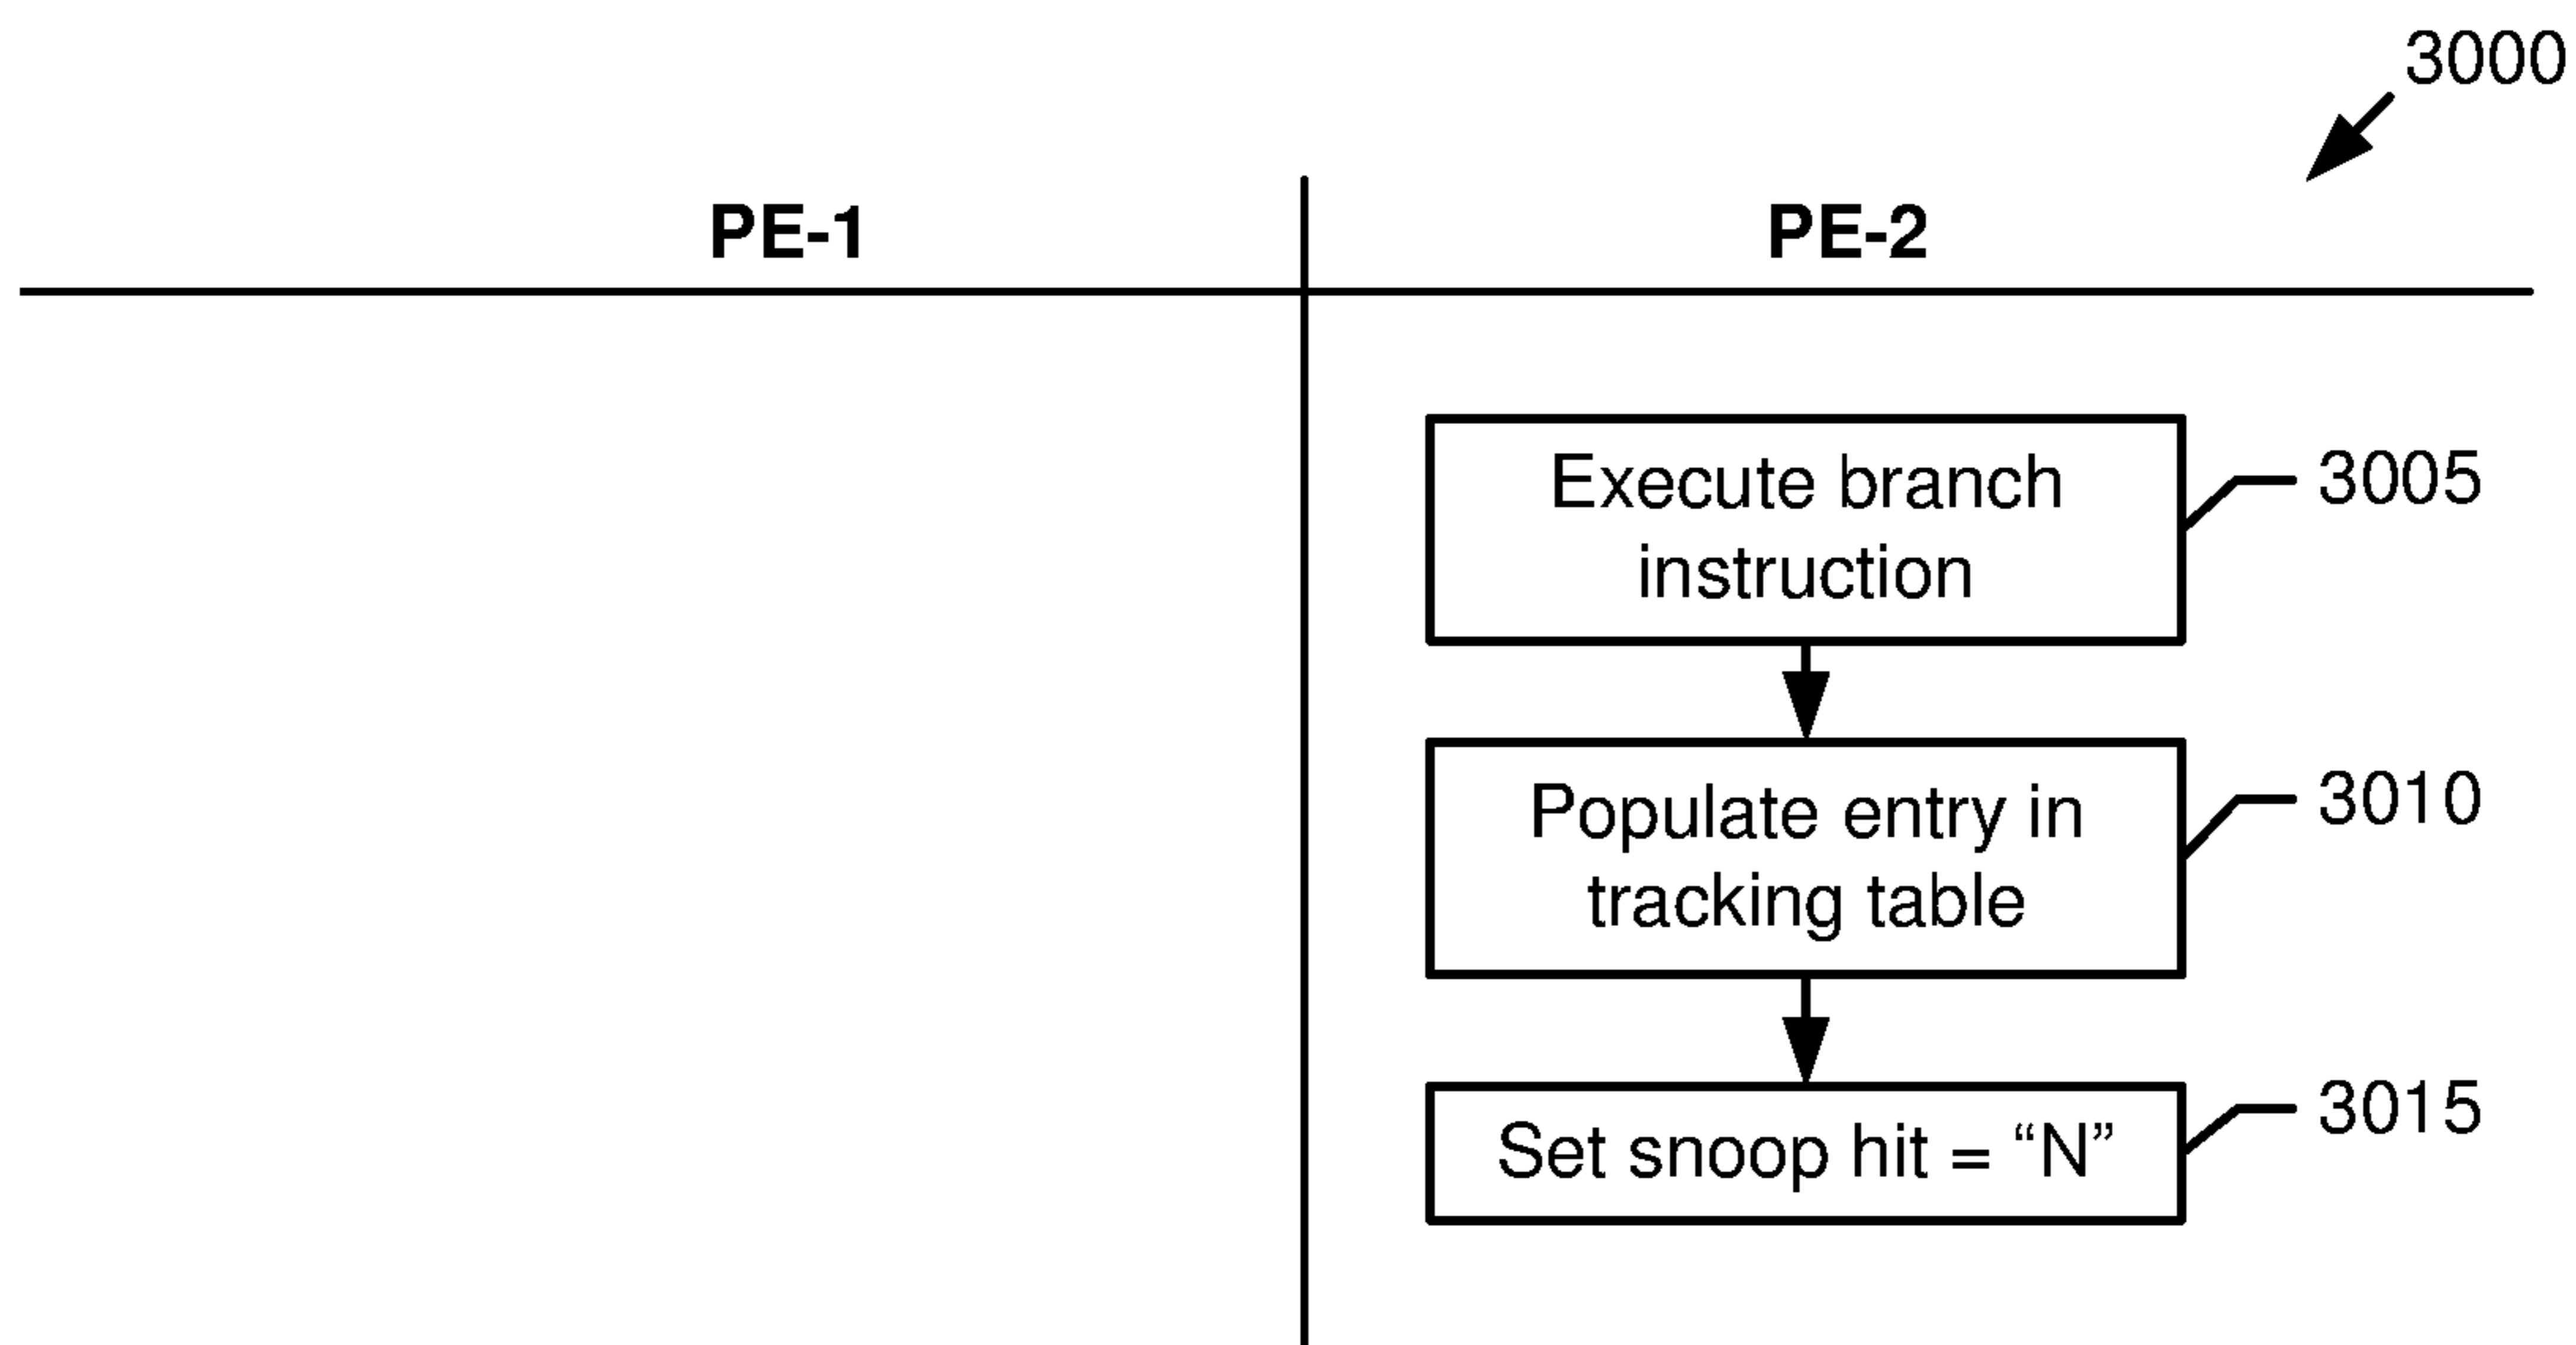 3000
PE-1
PE-2
Execute branch
instruction
3005
Populate entry in
tracking table
3010
Set snoop hit = “N”
3015